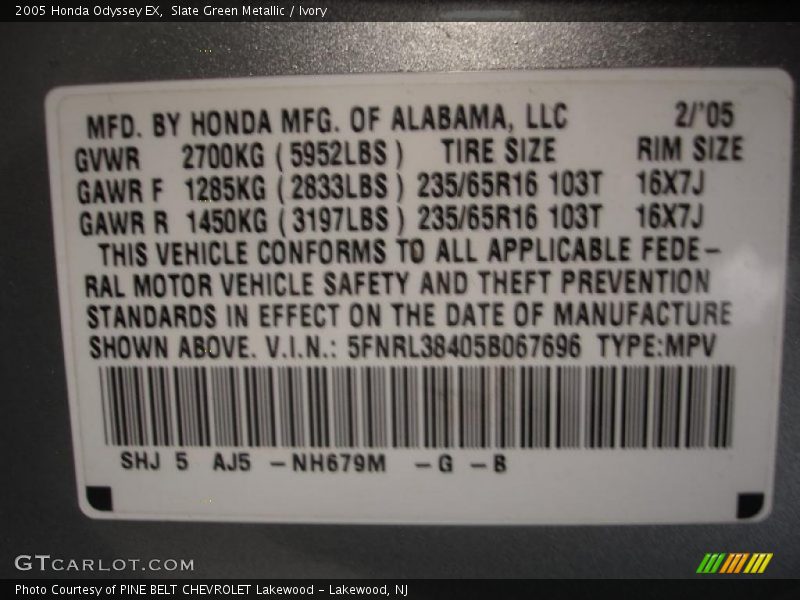 2005 Honda Odyssey EX, Slate Green Metallic / Ivory
MFD. BY HONDA MFG. OF ALABAMA, LLC 2/'05
GVWR 2700KG (5952LBS) TIRE SIZE RIM SIZE
GAWR F 1285KG (2833LBS) 235/65R16 103T 16X7J
GAWR R 1450KG (3197LBS) 235/65R16 103T 16X7J
THIS VEHICLE CONFORMS TO ALL APPLICABLE FEDE-
RAL MOTOR VEHICLE SAFETY AND THEFT PREVENTION
STANDARDS IN EFFECT ON THE DATE OF MANUFACTURE
SHOWN ABOVE. V.I.N.: 5FNRL38405B067696 TYPE:MPV
SHJ 5 AJ5 -NH679M -G -B
GTCARLOT.COM
Photo Courtesy of PINE BELT CHEVROLET Lakewood - Lakewood, NJ